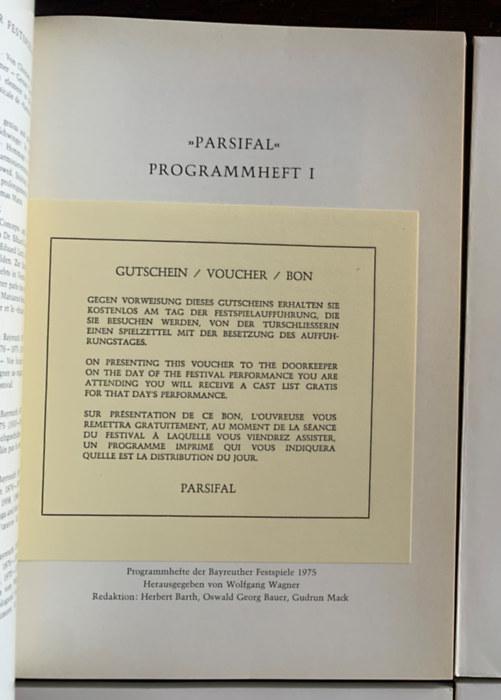 »PARSIFAL«
PROGRAMMHEFT I
GUTSCHEIN / VOUCHER / BON
GEGEN VORWEISUNG DIESES GUTSCHEINS ERHALTEN SIE
KOSTENLOS AM TAG DER FESTSPIELAUFFÜHRUNG, DIE
SIE BESUCHEN WERDEN, VON DER TÜRSCHLIESSERIN
EINEN SPIELZETTEL MIT DER BESETZUNG DES AUFFÜH-
RUNGSTAGES.
ON PRESENTING THIS VOUCHER TO THE DOORKEEPER
ON THE DAY OF THE FESTIVAL PERFORMANCE YOU ARE
ATTENDING YOU WILL RECEIVE A CAST LIST GRATIS
FOR THAT DAY'S PERFORMANCE.
SUR PRÉSENTATION DE CE BON, L'OUVREUSE VOUS
REMETTRA GRATUITEMENT, AU MOMENT DE LA SÉANCE
DU FESTIVAL À LAQUELLE VOUS VIENDREZ ASSISTER,
UN PROGRAMME IMPRIMÉ QUI VOUS INDIQUERA
QUELLE EST LA DISTRIBUTION DU JOUR.
PARSIFAL
Programmhefte der Bayreuther Festspiele 1975
Herausgegeben von Wolfgang Wagner
Redaktion: Herbert Barth, Oswald Georg Bauer, Gudrun Mack